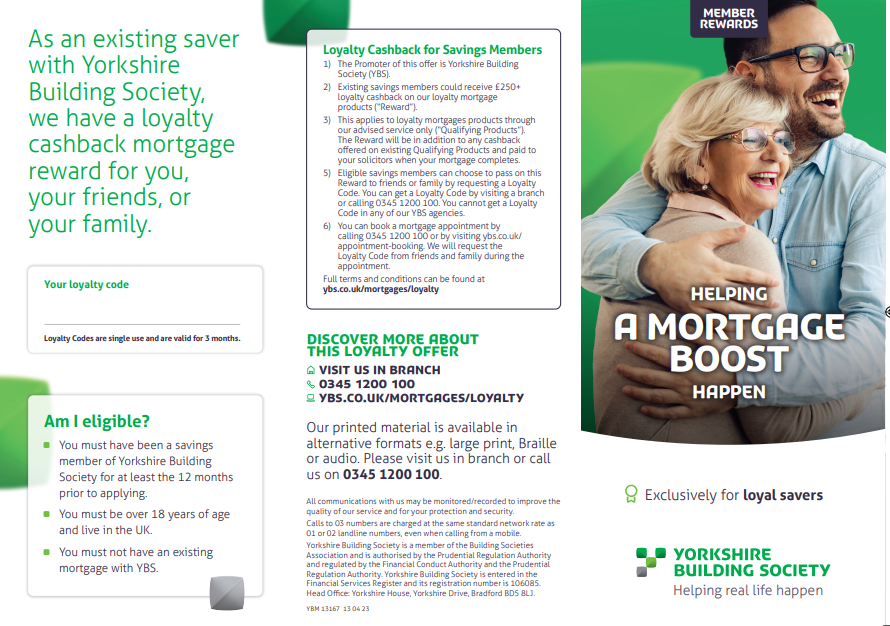 As an existing saver
with Yorkshire
Building Society,
we have a loyalty
cashback mortgage
reward for you,
your friends, or
your family.
Your loyalty code
Loyalty Codes are single use and are valid for 3 months.
Am I eligible?
You must have been a savings
member of Yorkshire Building
Society for at least the 12 months
prior to applying.
You must be over 18 years of age
and live in the UK.
You must not have an existing
mortgage with YBS.
Loyalty Cashback for Savings Members
1) The Promoter of this offer is Yorkshire Building
Society (YBS).
2) Existing savings members could receive £250+
loyalty cashback on our loyalty mortgage
products ("Reward").
3) This applies to loyalty mortgages products through
our advised service only ("Qualifying Products").
The Reward will be in addition to any cashback
offered on existing Qualifying Products and paid to
your solicitors when your mortgage completes.
5) Eligible savings members can choose to pass on this
Reward to friends or family by requesting a Loyalty
Code. You can get a Loyalty Code by visiting a branch
or calling 0345 1200 100. You cannot get a Loyalty
Code in any of our YBS agencies.
6) You can book a mortgage appointment by
calling 0345 1200 100 or by visiting ybs.co.uk/
appointment-booking. We will request the
Loyalty Code from friends and family during the
appointment.
Full terms and conditions can be found at
ybs.co.uk/mortgages/loyalty
DISCOVER MORE ABOUT
THIS LOYALTY OFFER
VISIT US IN BRANCH
0345 1200 100
YBS.CO.UK/MORTGAGES/LOYALTY
Our printed material is available in
alternative formats e.g. large print, Braille
or audio. Please visit us in branch or call
us on 0345 1200 100.
All communications with us may be monitored/recorded to improve the
quality of our service and for your protection and security.
Calls to 03 numbers are charged at the same standard network rate as
01 or 02 landline numbers, even when calling from a mobile.
Yorkshire Building Society is a member of the Building Societies
Association and is authorised by the Prudential Regulation Authority
and regulated by the Financial Conduct Authority and the Prudential
Regulation Authority. Yorkshire Building Society is entered in the
Financial Services Register and its registration number is 106085.
Head Office: Yorkshire House, Yorkshire Drive, Bradford BD5 8LJ.
YBM 13167 13 04 23
MEMBER
REWARDS
HELPING
A MORTGAGE
BOOST
HAPPEN
Exclusively for loyal savers
YORKSHIRE
BUILDING SOCIETY
Helping real life happen